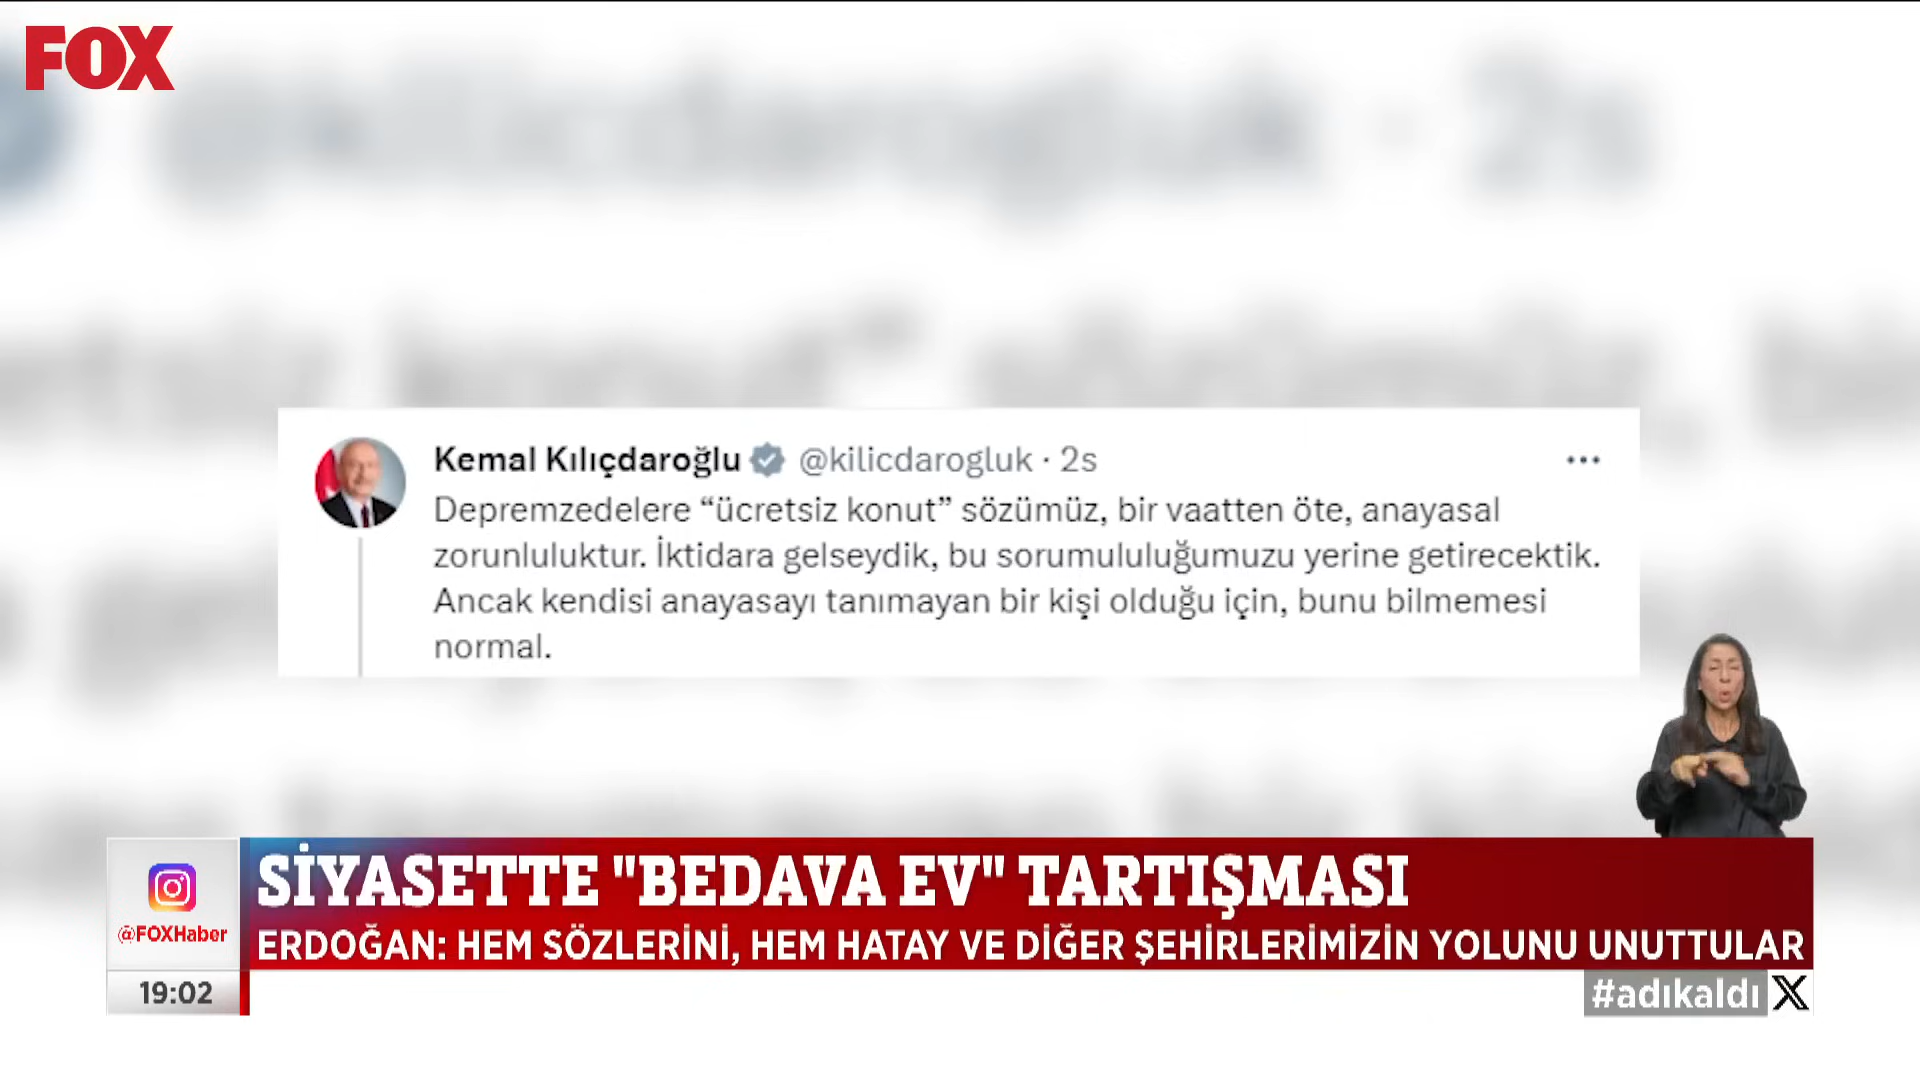 FOX
Kemal Kılıçdaroğlu @kilicdarogluk · 2s
Depremzedelere “ücretsiz konut” sözümüz, bir vaatten öte, anayasal
zorunluluktur. İktidara gelseydik, bu sorumululuğumuzu yerine getirecektik.
Ancak kendisi anayasayı tanımayan bir kişi olduğu için, bunu bilmemesi
normal.
SİYASETTE "BEDAVA EV" TARTIŞMASI
@FOXHaber
ERDOĞAN: HEM SÖZLERİNİ, HEM HATAY VE DİĞER ŞEHİRLERİMİZİN YOLUNU UNUTTULAR
19:02
#adıkaldı X